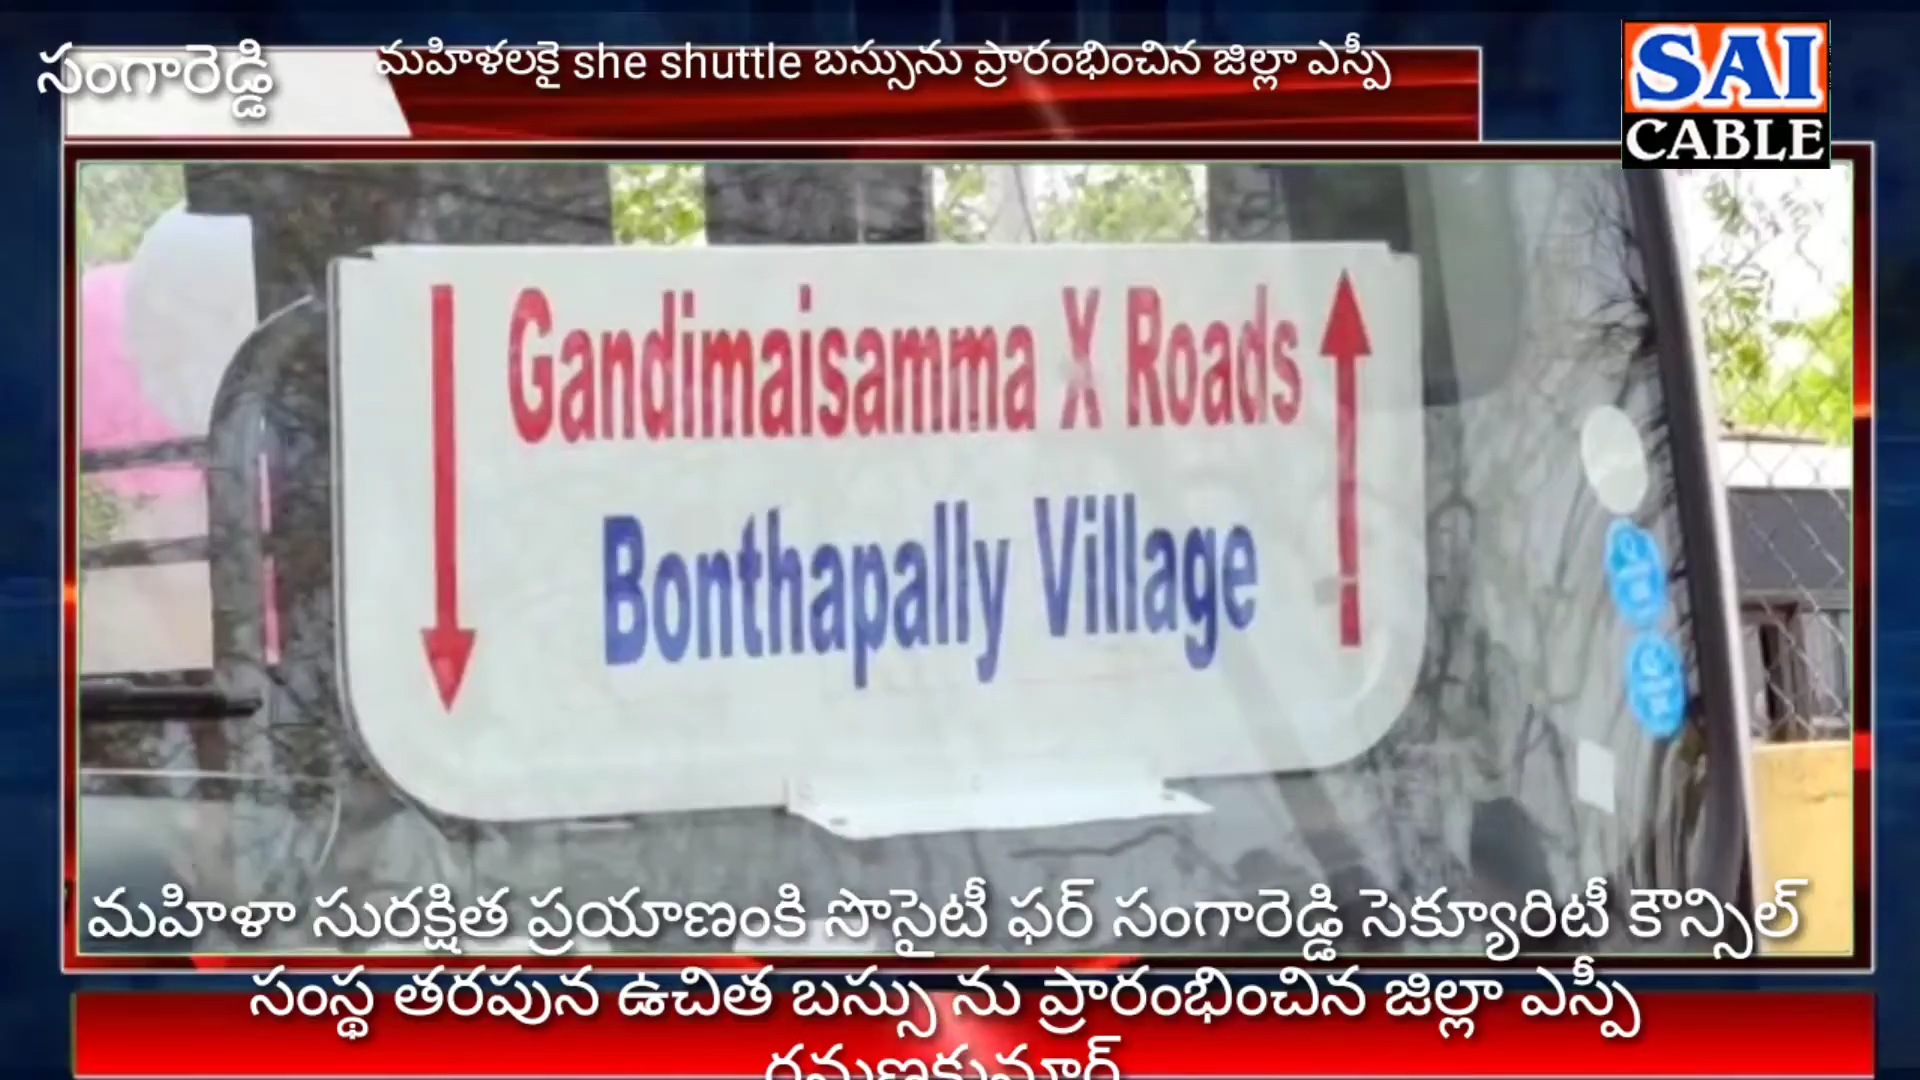 సంగారెడ్డి
మహిళలకై she shuttle బస్సును ప్రారంభించిన జిల్లా ఎస్పీ
SAI
CABLE
Gandimaisamma X Roads
Bonthapally Village
మహిళా సురక్షిత ప్రయాణంకి సొసైటీ ఫర్ సంగారెడ్డి సెక్యూరిటీ కౌన్సిల్
సంస్థ తరపున ఉచిత బస్సు ను ప్రారంభించిన జిల్లా ఎస్పీ
రమణకుమార్